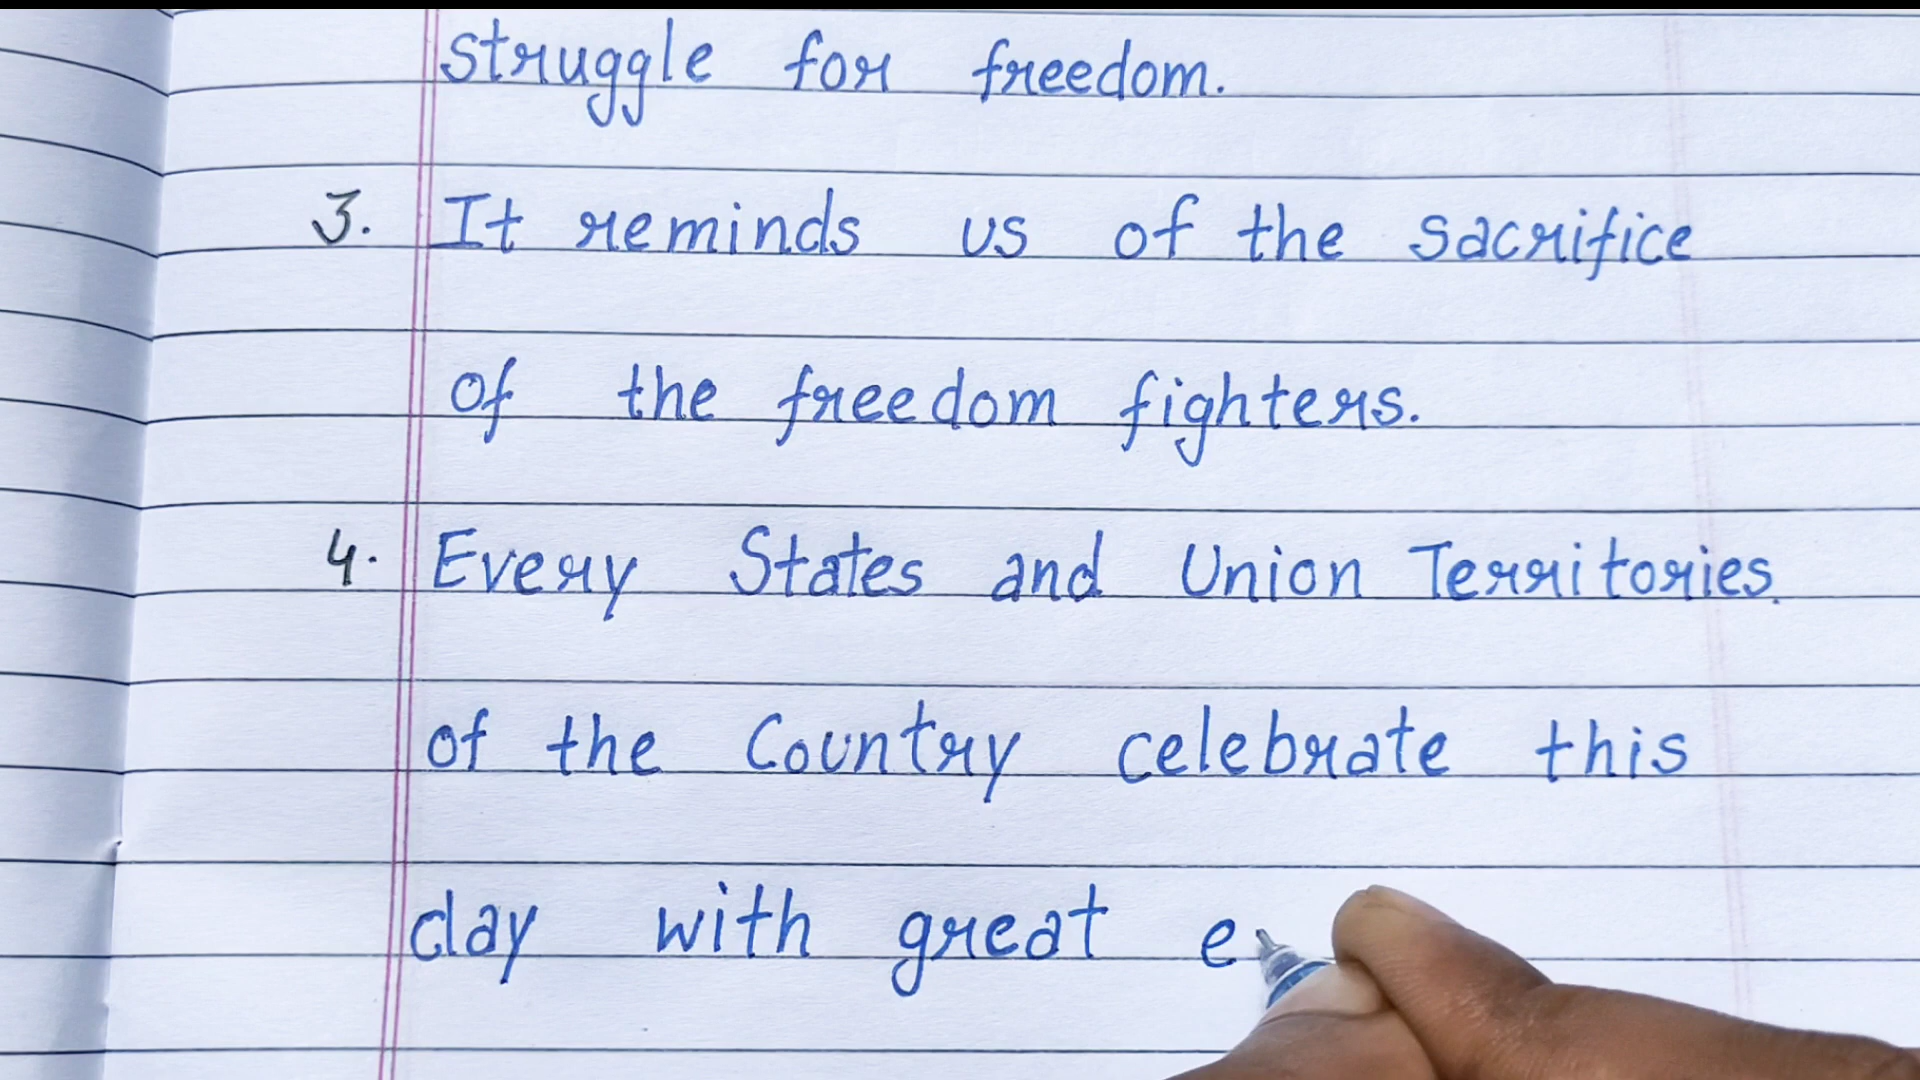 struggle for freedom.
3. It reminds us of the sacrifice
of the freedom fighters.
4. Every States and Union Territories.
of the Country celebrate this
day with great e